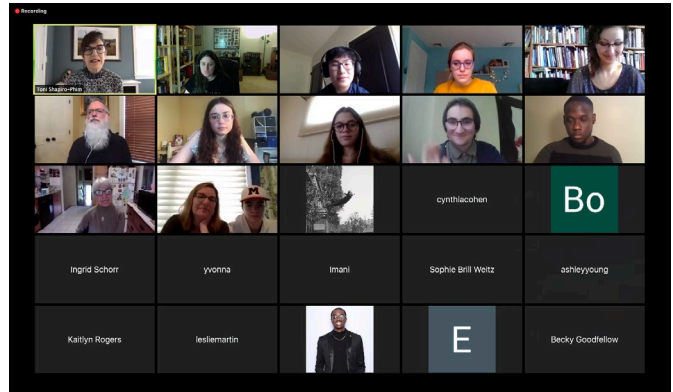 Recording
Toni Shapiro-Phim
cynthiacohen
Bo
Ingrid Schorr
yvonna
Imani
Sophie Brill Weitz
ashleyyoung
Kaitlyn Rogers
lesliemartin
E
Becky Goodfellow
M